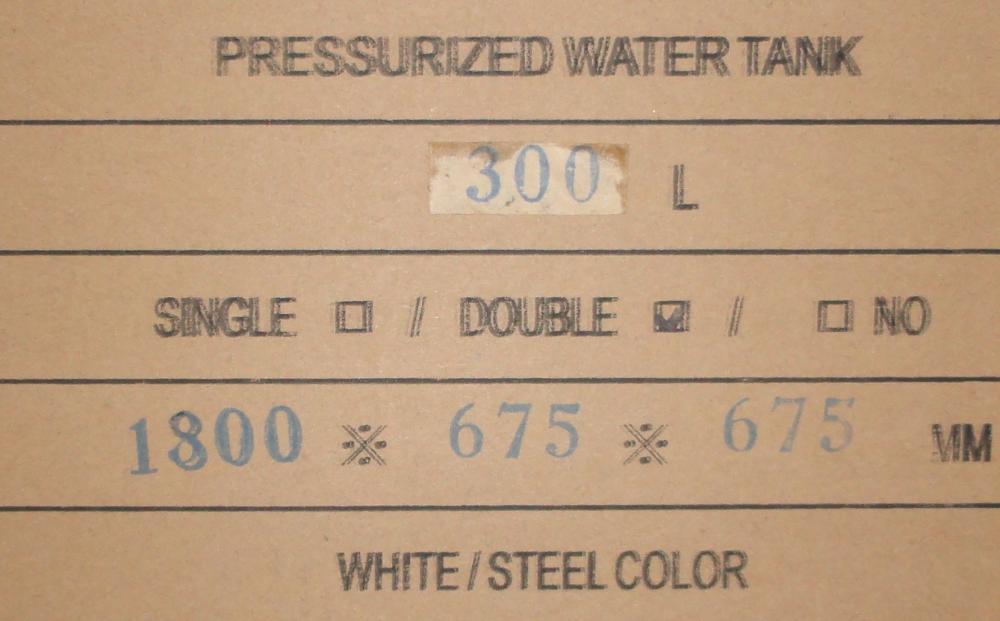 PRESSURIZED WATER TANK
300 L
SINGLE ☐ / DOUBLE ☑ / ☐ NO
1800 ※ 675 ※ 675 MM
WHITE / STEEL COLOR